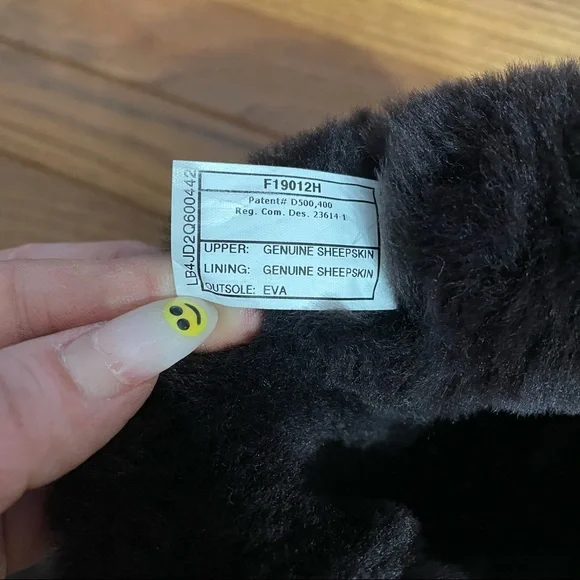 LB4JD2Q600442
F19012H
Patent# D500,400
Reg. Com. Des. 23614-1
UPPER: GENUINE SHEEPSKIN
LINING: GENUINE SHEEPSKIN
OUTSOLE: EVA